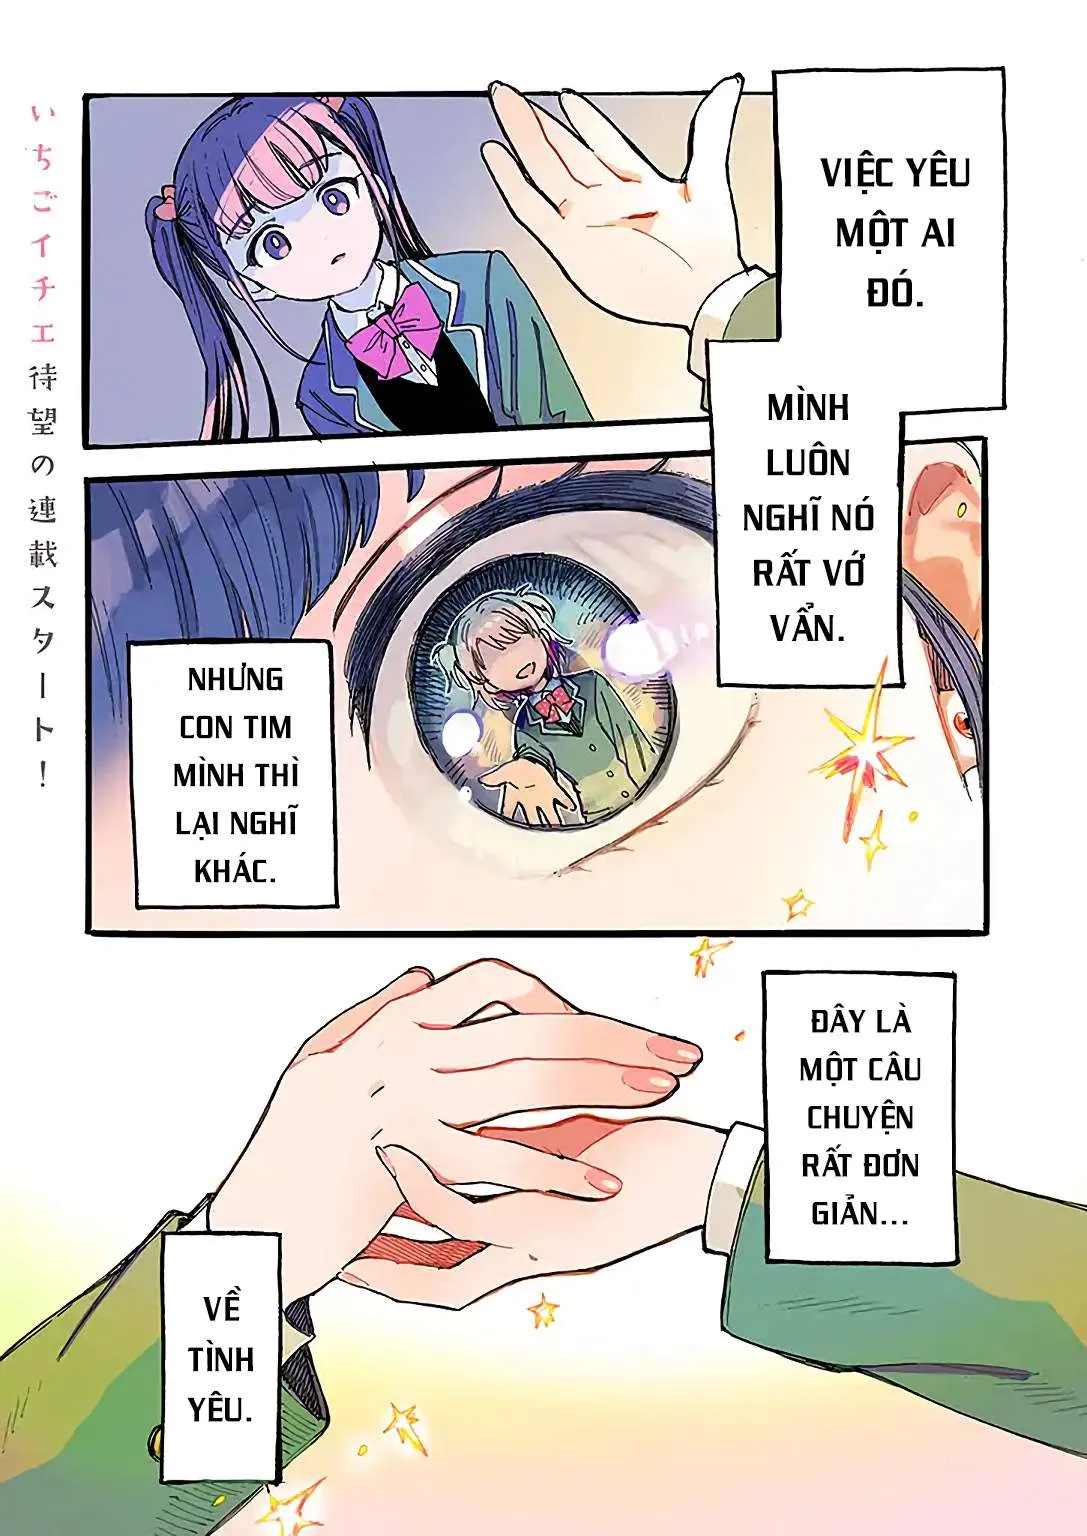 いちごイチエ待望の連載スタート！
VIỆC YÊU
MỘT AI
ĐÓ.
MÌNH
LUÔN
NGHĨ NÓ
RẤT VỚ
VẨN.
NHƯNG
CON TIM
MÌNH THÌ
LẠI NGHĨ
KHÁC.
ĐÂY LÀ
MỘT CÂU
CHUYỆN
RẤT ĐƠN
GIẢN...
VỀ
TÌNH
YÊU.